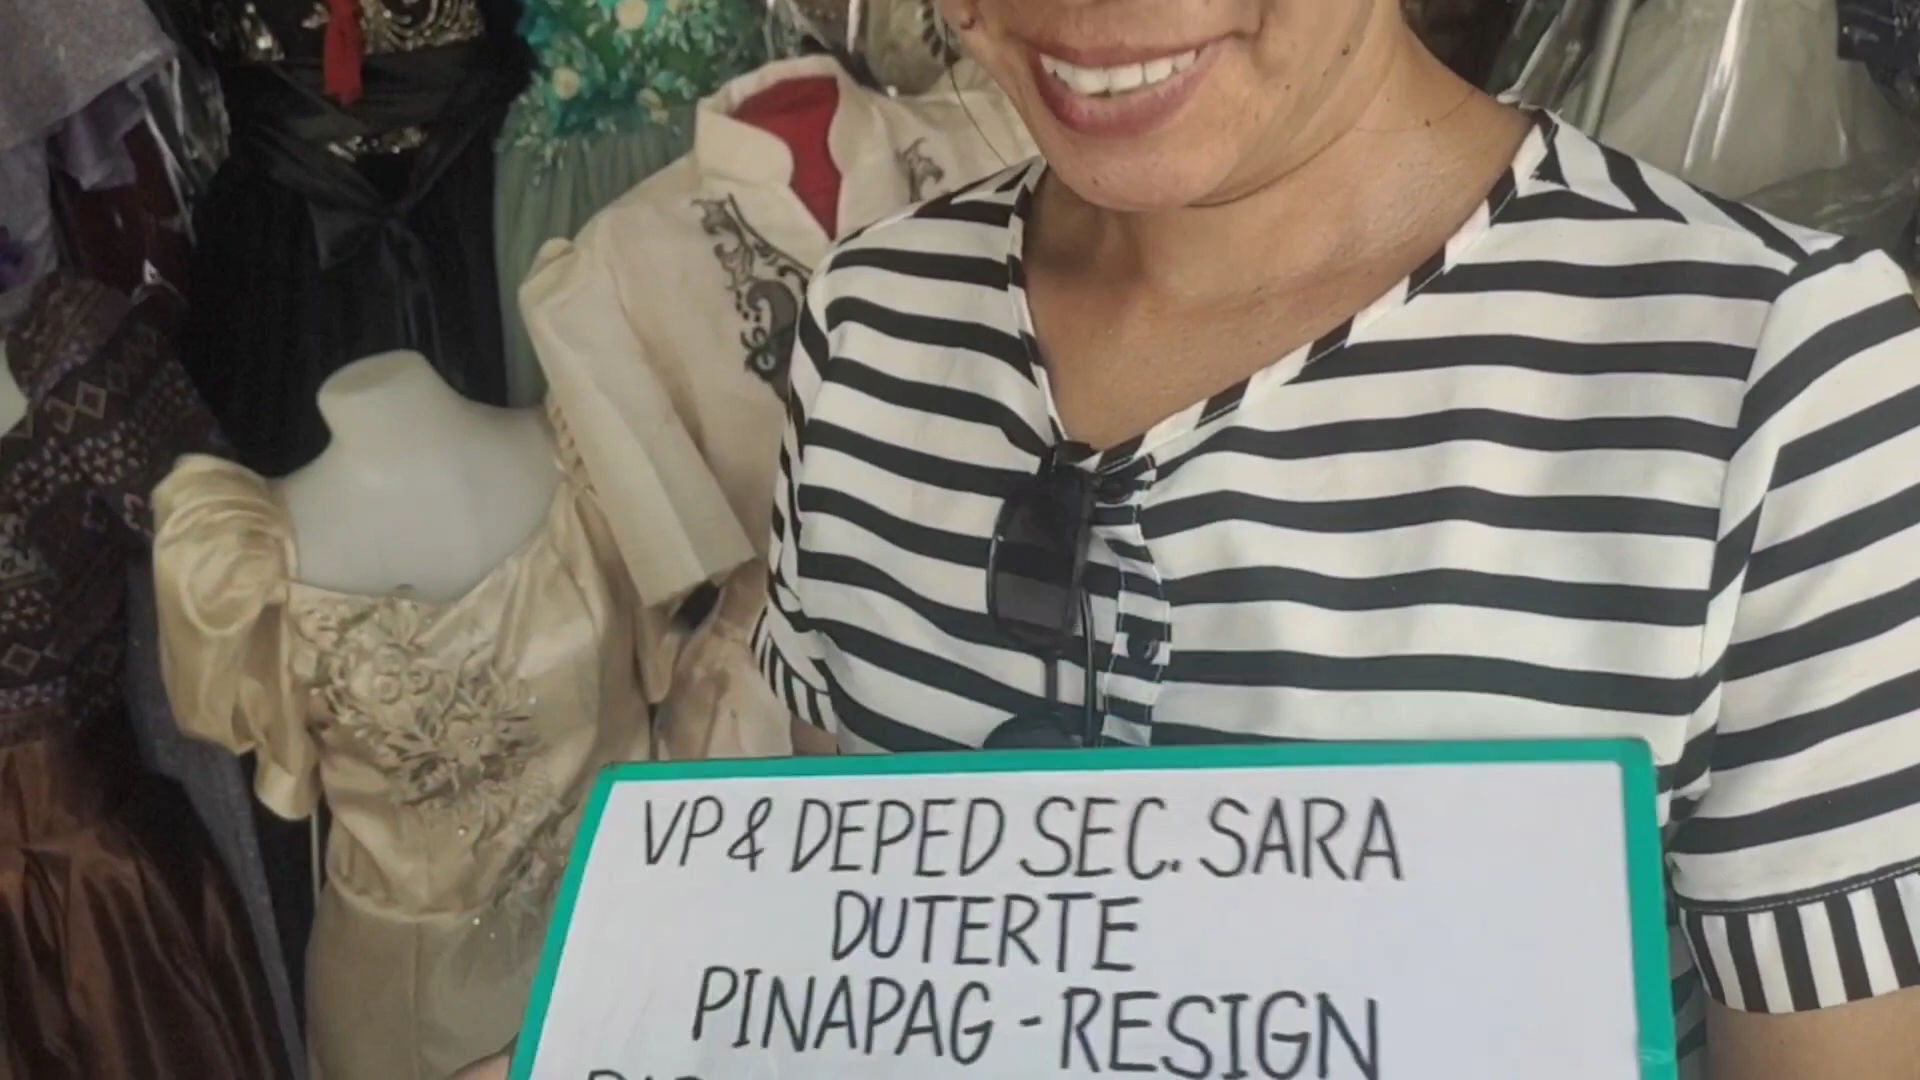 VP & DEPED SEC. SARA
DUTERTE
PINAPAG-RESIGN